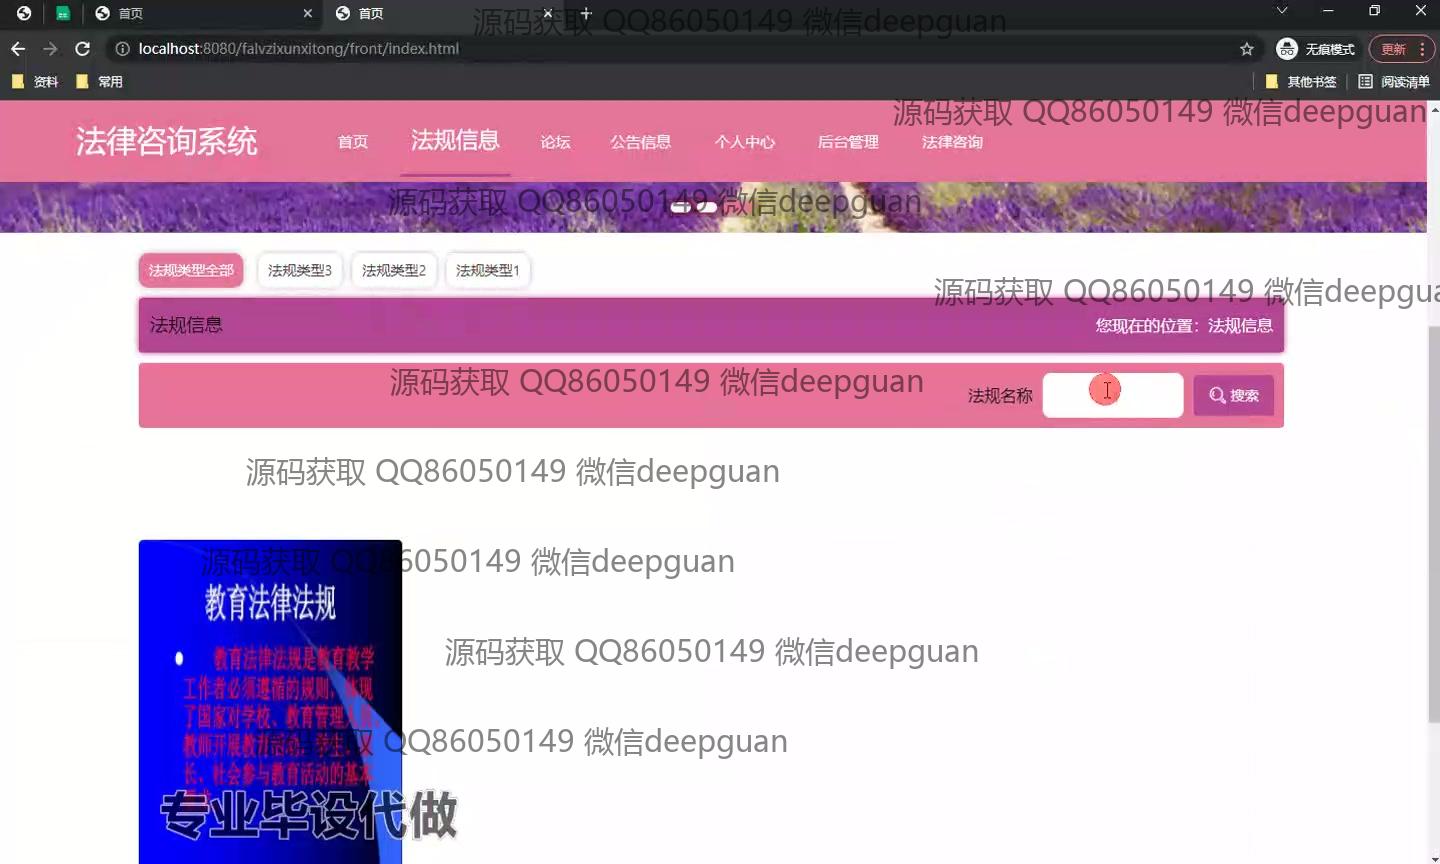 首页
首页
源码获取 QQ86050149 微信deepguan
localhost:8080/falvzixunxitong/front/index.html
无痕模式
更新
资料
常用
其他书签
阅读清单
源码获取 QQ86050149 微信deepguan
法律咨询系统
首页
法规信息
论坛
公告信息
个人中心
后台管理
法律咨询
源码获取 QQ86050149 微信deepguan
法规类型全部
法规类型3
法规类型2
法规类型1
源码获取 QQ86050149 微信deepgua
法规信息
您现在的位置：法规信息
源码获取 QQ86050149 微信deepguan
法规名称
搜索
源码获取 QQ86050149 微信deepguan
源码获取 QQ86050149 微信deepguan
教育法律法规
教育法律法规是教育教学
工作者必须遵循的规则，体现
了国家对学校、教育管理人员、
教师开展教育活动、学生、
长、社会参与教育活动的基本
源码获取 QQ86050149 微信deepguan
QQ86050149 微信deepguan
专业毕设代做